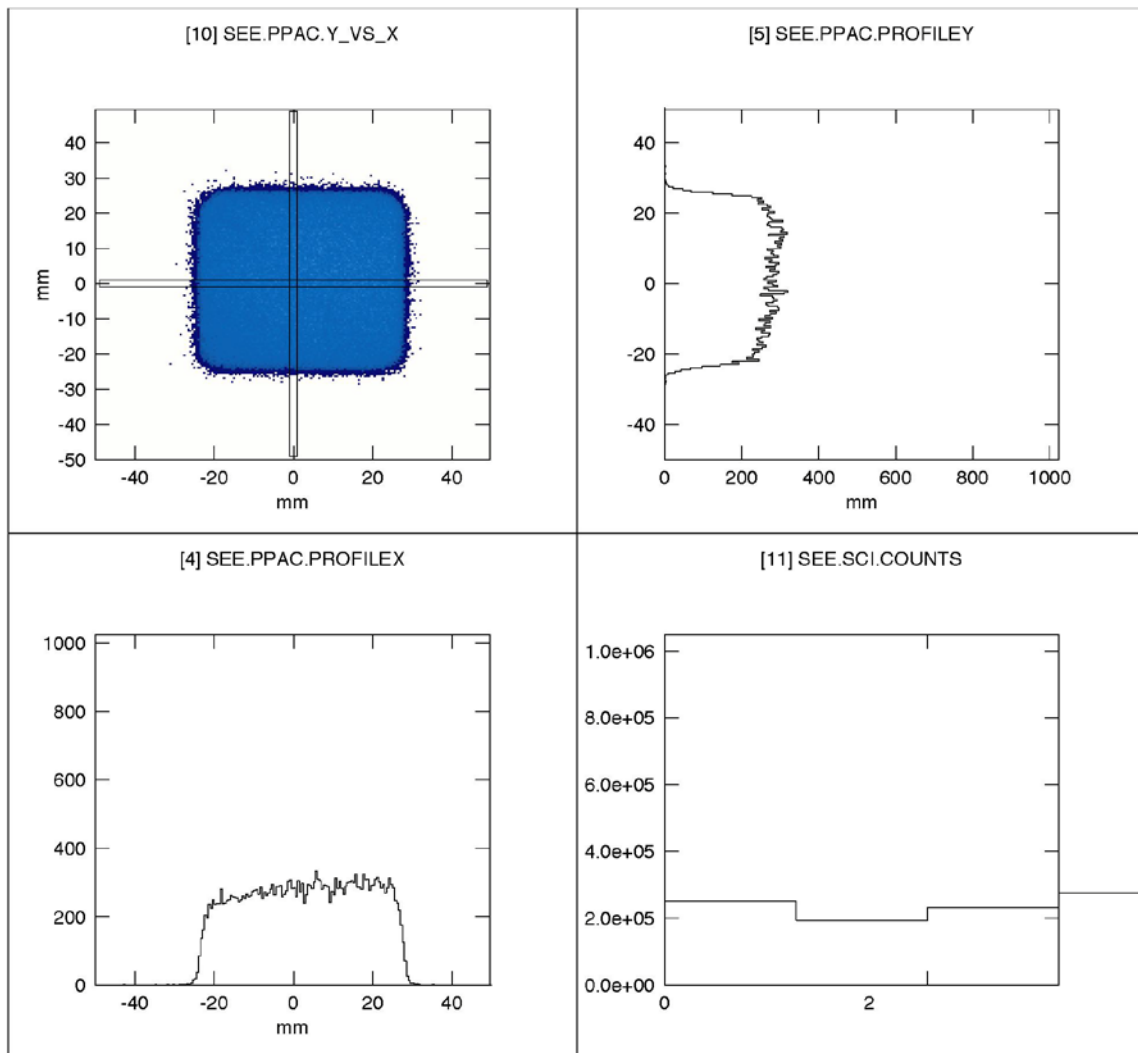 [10] SEE.PPAC.Y_VS_X
40
30
20
10
0
-10
-20
-30
-40
-50
mm
-40 -20 0 20 40
mm
[5] SEE.PPAC.PROFILEY
40
20
0
-20
-40
0 200 400 600 800 1000
mm
[4] SEE.PPAC.PROFILEX
1000
800
600
400
200
0
-40 -20 0 20 40
mm
[11] SEE.SCI.COUNTS
1.0e+06
8.0e+05
6.0e+05
4.0e+05
2.0e+05
0.0e+00
0 2